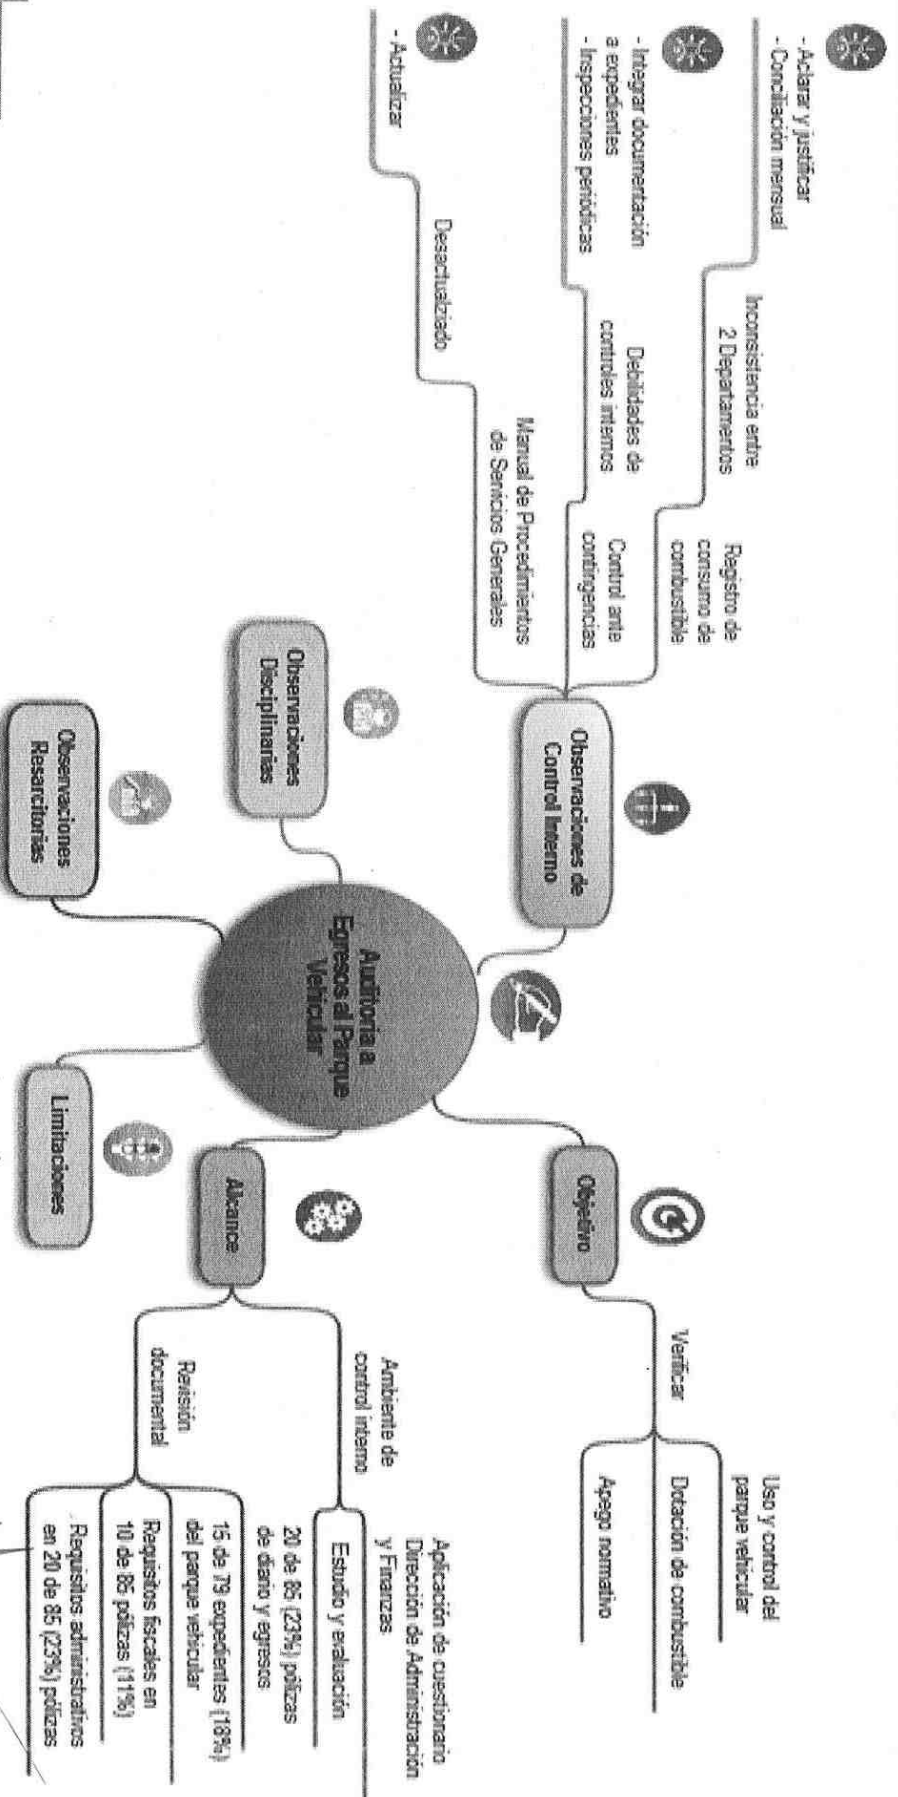 Auditoria a
Egresos al Parque
Vehicular
Objetivo
Verificar
Uso y control del
parque vehicular
Dotación de combustible
Apego normativo
Alcance
Ambiente de
control interno
Aplicación de cuestionario
Dirección de Administración
y Finanzas
Estudio y evaluación
Revisión
documental
20 de 85 (23%) pólizas
de diario y egresos
15 de 79 expedientes (18%)
del parque vehicular
Requisitos fiscales en
10 de 85 pólizas (11%)
Requisitos administrativos
en 20 de 85 (23%) pólizas
Limitaciones
Observaciones
Resarcitorias
Observaciones
Disciplinarias
Observaciones de
Control Interno
Registro de
consumo de
combustible
Inconsistencia entre
2 Departamentos
- Aclarar y justificar
- Conciliación mensual
Control ante
contingencias
Debilidades de
controles internos
- Integrar documentación
a expedientes
- Inspecciones periódicas
Manual de Procedimientos
de Servicios Generales
Desactualziado
- Actualizar